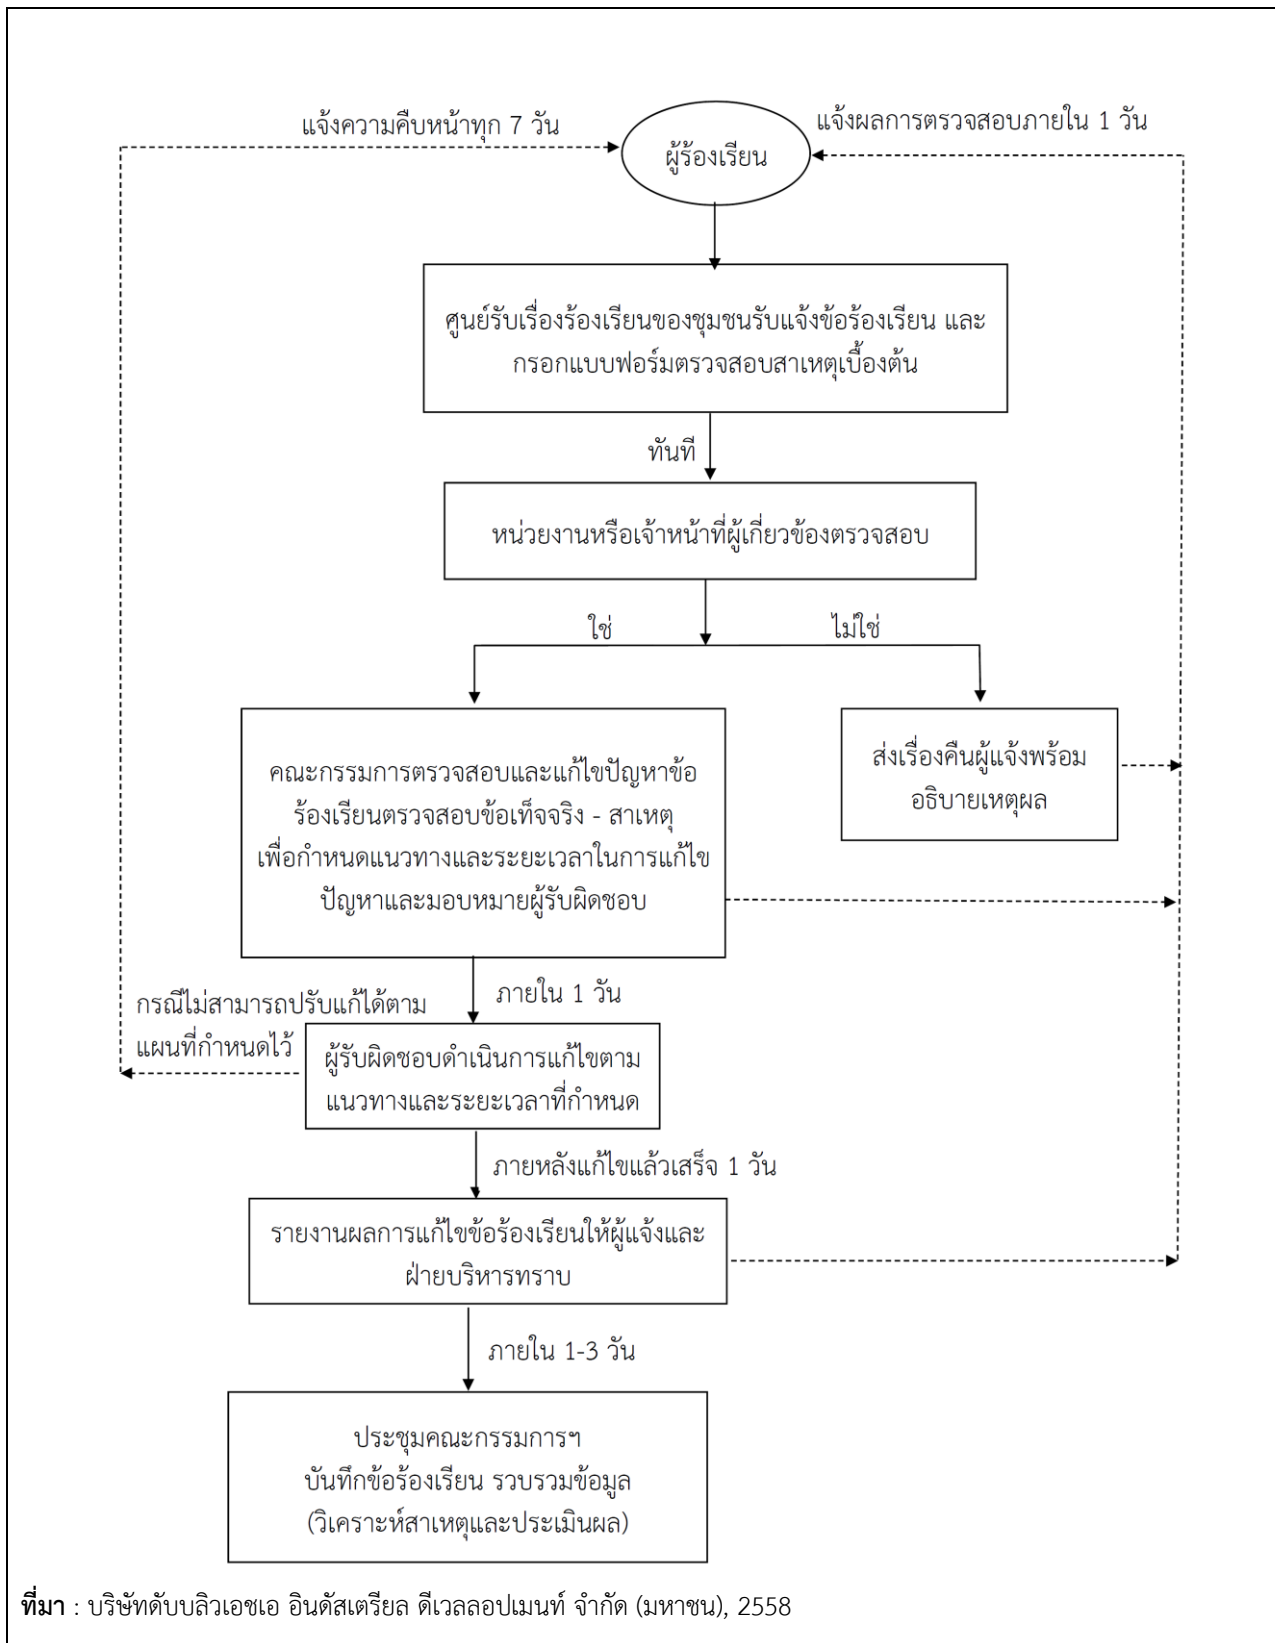 แจ้งความคืบหน้าทุก 7 วัน
แจ้งผลการตรวจสอบภายใน 1 วัน
ผู้ร้องเรียน
ศูนย์รับเรื่องร้องเรียนของชุมชนรับแจ้งข้อร้องเรียน และ
กรอกแบบฟอร์มตรวจสอบสาเหตุเบื้องต้น
ทันที
หน่วยงานหรือเจ้าหน้าที่ผู้เกี่ยวข้องตรวจสอบ
ใช่
ไม่ใช่
คณะกรรมการตรวจสอบและแก้ไขปัญหาข้อ
ร้องเรียนตรวจสอบข้อเท็จจริง - สาเหตุ
เพื่อกำหนดแนวทางและระยะเวลาในการแก้ไข
ปัญหาและมอบหมายผู้รับผิดชอบ
ส่งเรื่องคืนผู้แจ้งพร้อม
อธิบายเหตุผล
ภายใน 1 วัน
กรณีไม่สามารถปรับแก้ได้ตาม
แผนที่กำหนดไว้
ผู้รับผิดชอบดำเนินการแก้ไขตาม
แนวทางและระยะเวลาที่กำหนด
ภายหลังแก้ไขแล้วเสร็จ 1 วัน
รายงานผลการแก้ไขข้อร้องเรียนให้ผู้แจ้งและ
ฝ่ายบริหารทราบ
ภายใน 1-3 วัน
ประชุมคณะกรรมการฯ
บันทึกข้อร้องเรียน รวบรวมข้อมูล
(วิเคราะห์สาเหตุและประเมินผล)
ที่มา : บริษัทดับบลิวเอชเอ อินดัสเตรียล ดีเวลลอปเมนท์ จำกัด (มหาชน), 2558